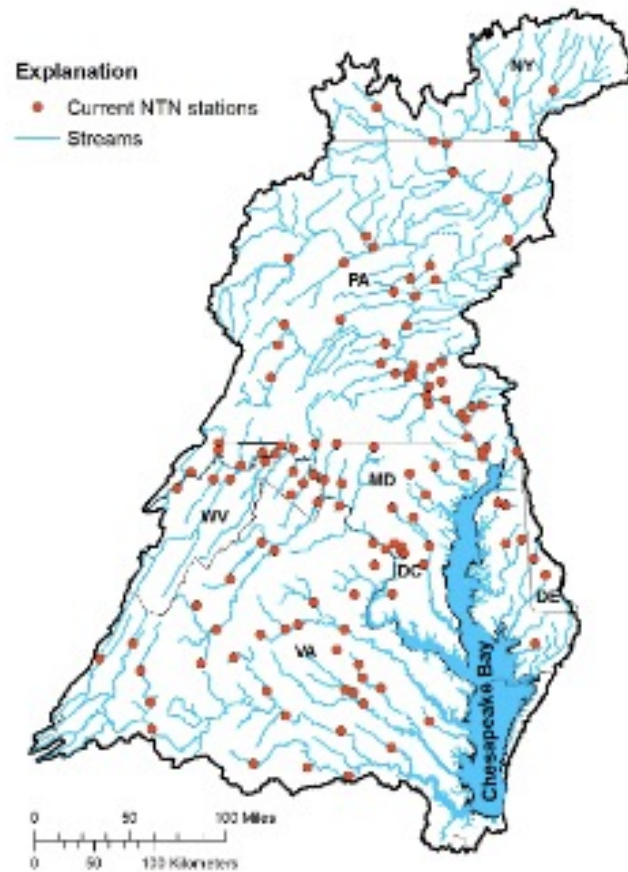 NY
Explanation
Current NTN stations
Streams
PA
MD
WV
DC
DE
VA
Chesapeake Bay
0 50 100 Miles
0 50 100 Kilometers